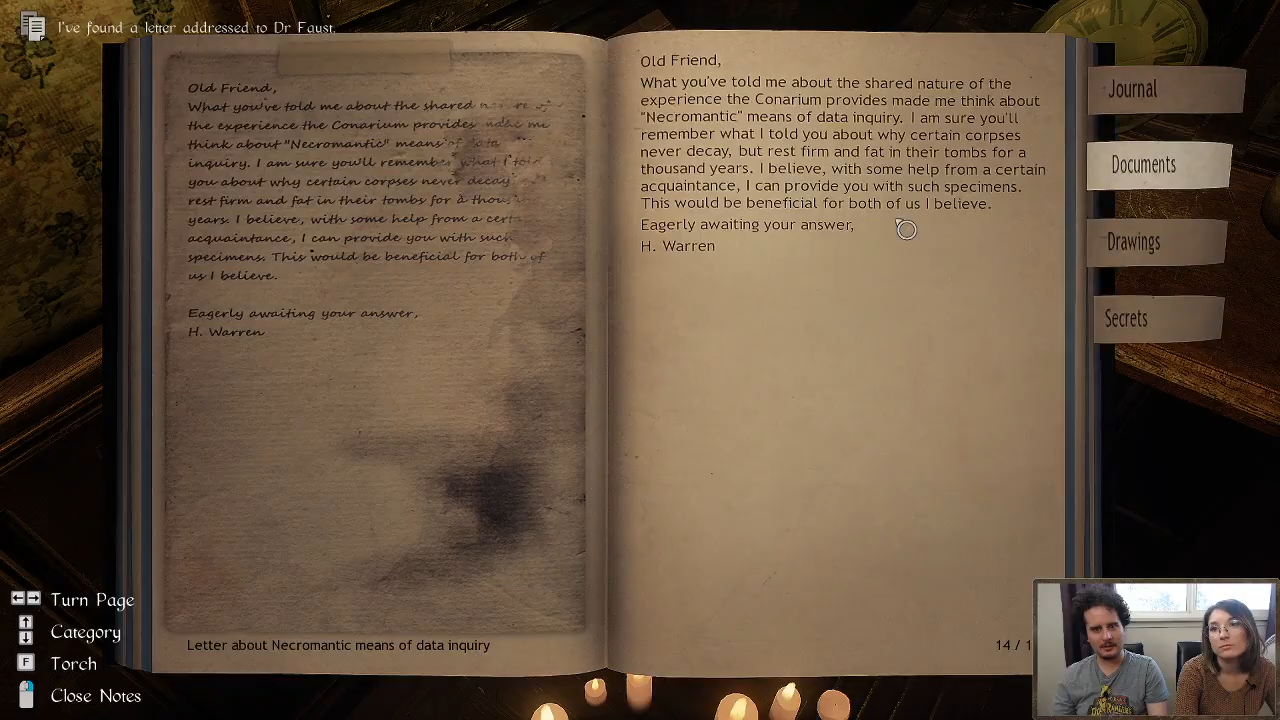 I've found a letter addressed to Dr Faust.
Old Friend,
What you've told me about the shared
the experience the Conarium provides made me
think about "Necromantic" means of data
inquiry. I am sure you'll remember what I told
you about why certain corpses never decay
rest firm and fat in their tombs for a
years. I believe, with some help from a
acquaintance, I can provide you with such
specimens. This would be beneficial for both of
us I believe.
Eagerly awaiting your answer,
H. Warren
Letter about Necromantic means of data inquiry
Old Friend,
What you've told me about the shared nature of the
experience the Conarium provides made me think about
"Necromantic" means of data inquiry. I am sure you'll
remember what I told you about why certain corpses
never decay, but rest firm and fat in their tombs for a
thousand years. I believe, with some help from a certain
acquaintance, I can provide you with such specimens.
This would be beneficial for both of us I believe.
Eagerly awaiting your answer,
H. Warren
14 / 1
Journal
Documents
Drawings
Secrets
Turn Page
Category
F Torch
Close Notes